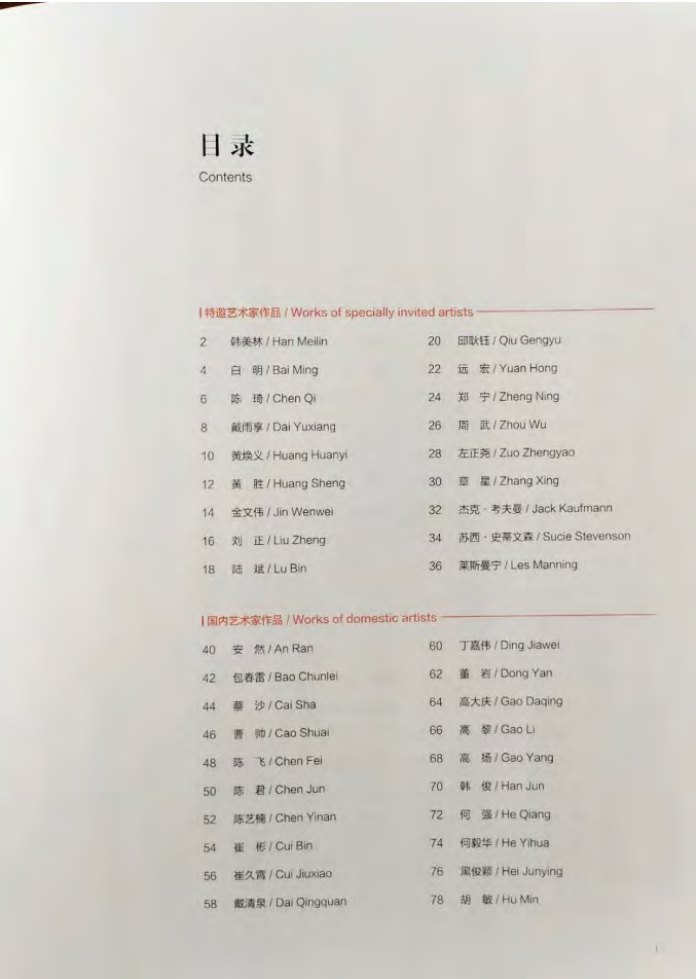 目录
Contents
特邀艺术家作品 / Works of specially invited artists
2 韩美林 / Han Meilin
4 白 明 / Bai Ming
6 陈 琦 / Chen Qi
8 戴雨享 / Dai Yuxiang
10 黄焕义 / Huang Huanyi
12 黄 胜 / Huang Sheng
14 金文伟 / Jin Wenwei
16 刘 正 / Liu Zheng
18 陆 斌 / Lu Bin
20 邱耿钰 / Qiu Gengyu
22 远 宏 / Yuan Hong
24 郑 宁 / Zheng Ning
26 周 武 / Zhou Wu
28 左正尧 / Zuo Zhengyao
30 章 星 / Zhang Xing
32 杰克·考夫曼 / Jack Kaufmann
34 苏西·史蒂文森 / Sucie Stevenson
36 莱斯曼宁 / Les Manning
国内艺术家作品 / Works of domestic artists
40 安 然 / An Ran
42 包春雷 / Bao Chunlei
44 蔡 沙 / Cai Sha
46 曹 帅 / Cao Shuai
48 陈 飞 / Chen Fei
50 陈 君 / Chen Jun
52 陈艺楠 / Chen Yinan
54 崔 彬 / Cui Bin
56 崔久霄 / Cui Jiuxiao
58 戴清泉 / Dai Qingquan
60 丁嘉伟 / Ding Jiawei
62 董 岩 / Dong Yan
64 高大庆 / Gao Daqing
66 高 黎 / Gao Li
68 高 扬 / Gao Yang
70 韩 俊 / Han Jun
72 何 强 / He Qiang
74 何毅华 / He Yihua
76 黑俊颖 / Hei Junying
78 胡 敏 / Hu Min
I